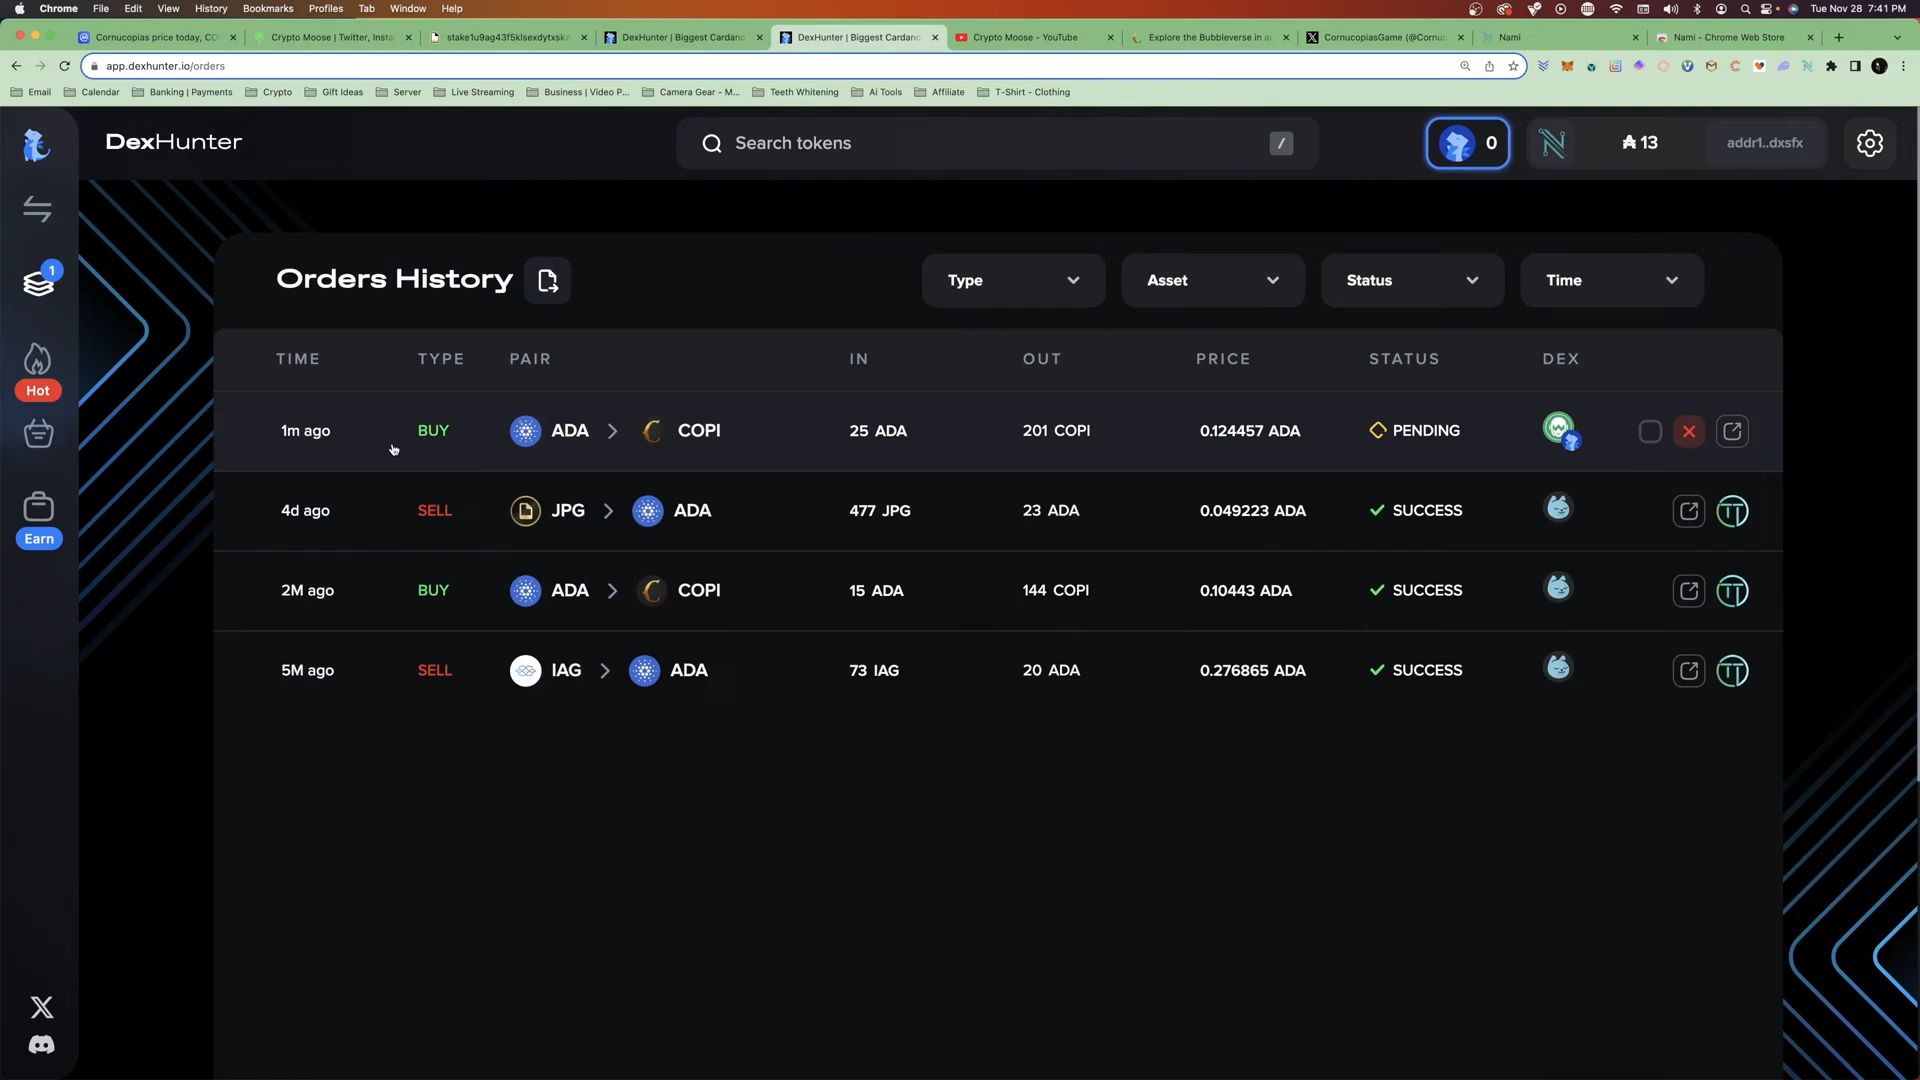 Chrome File Edit View History Bookmarks Profiles Tab Window Help Tue Nov 28 7:41 PM
Cornucopias price today, CO Crypto Moose | Twitter, Insta stake1u9ag43f5klsexdytxskz DexHunter | Biggest Cardano DexHunter | Biggest Cardano Crypto Moose - YouTube Explore the Bubbleverse in a CornucopiasGame (@Cornuc Nami Nami - Chrome Web Store
app.dexhunter.io/orders
Email Calendar Banking | Payments Crypto Gift Ideas Server Live Streaming Business | Video P... Camera Gear - M... Teeth Whitening Ai Tools Affiliate T-Shirt - Clothing
DexHunter Search tokens / 0 ₳ 13 addr1..dxsfx
1
Orders History Type Asset Status Time
TIME TYPE PAIR IN OUT PRICE STATUS DEX
Hot
1m ago BUY ADA > COPI 25 ADA 201 COPI 0.124457 ADA PENDING
4d ago SELL JPG > ADA 477 JPG 23 ADA 0.049223 ADA SUCCESS
Earn
2M ago BUY ADA > COPI 15 ADA 144 COPI 0.10443 ADA SUCCESS
5M ago SELL IAG > ADA 73 IAG 20 ADA 0.276865 ADA SUCCESS